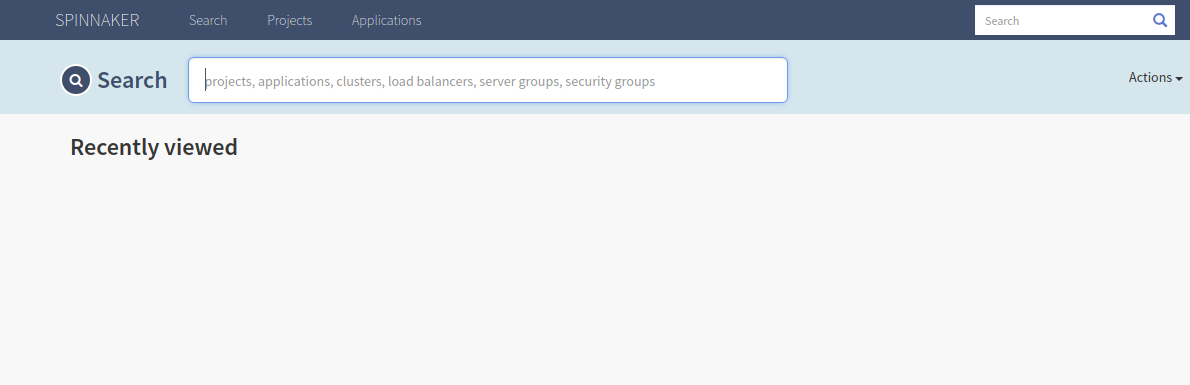 SPINNAKER Search Projects Applications Search
Search projects, applications, clusters, load balancers, server groups, security groups Actions
Recently viewed